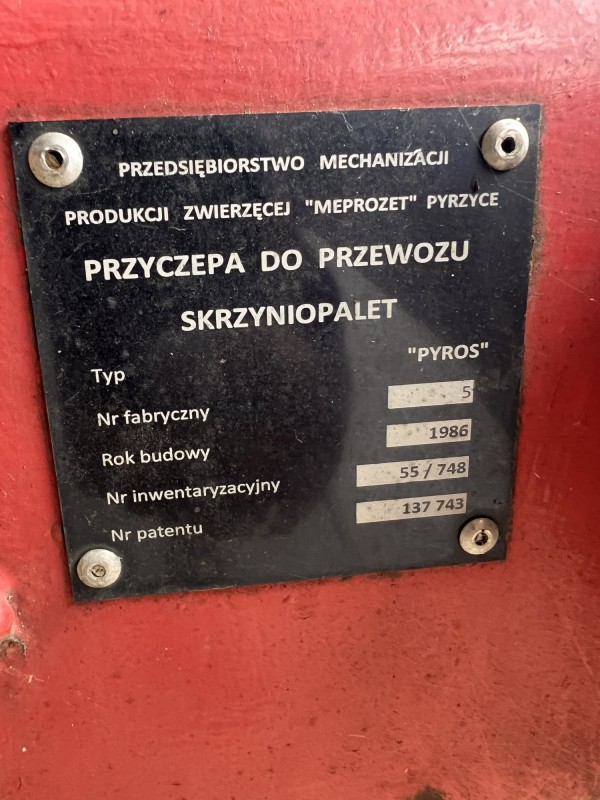 PRZEDSIĘBIORSTWO MECHANIZACJI
PRODUKCJI ZWIERZĘCEJ "MEPROZET" PYRZYCE
PRZYCZEPA DO PRZEWOZU
SKRZYNIOPALET
Typ "PYROS"
Nr fabryczny 5
Rok budowy 1986
Nr inwentaryzacyjny 55 / 748
Nr patentu 137 743